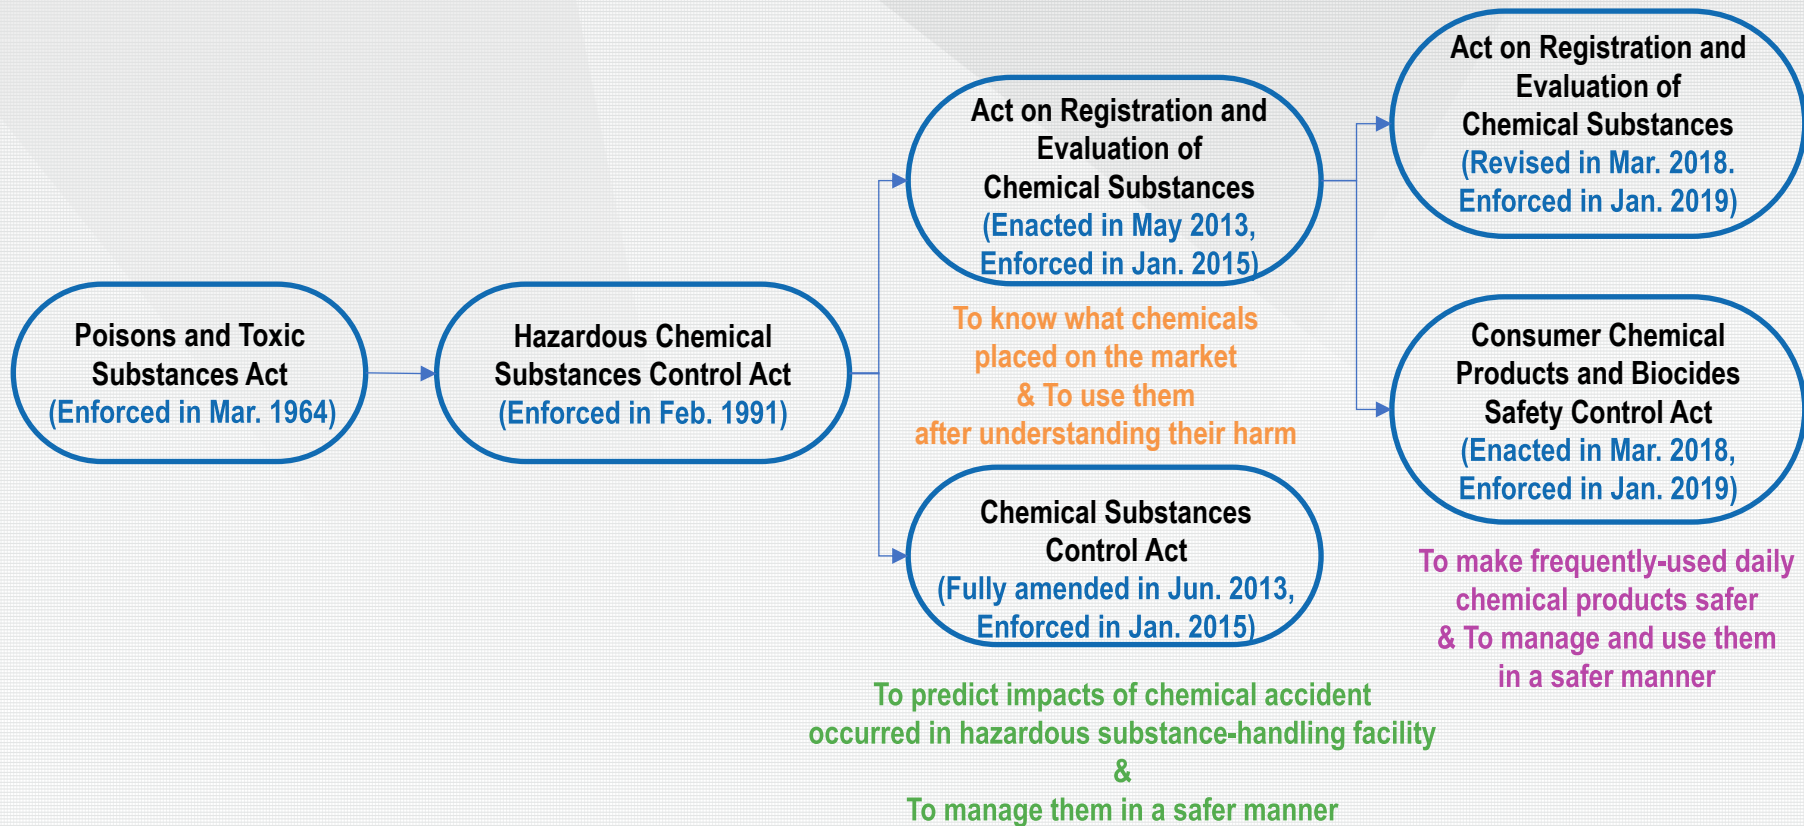 Poisons and Toxic
Substances Act
(Enforced in Mar. 1964)
Hazardous Chemical
Substances Control Act
(Enforced in Feb. 1991)
Act on Registration and
Evaluation of
Chemical Substances
(Enacted in May 2013,
Enforced in Jan. 2015)
To know what chemicals
placed on the market
& To use them
after understanding their harm
Chemical Substances
Control Act
(Fully amended in Jun. 2013,
Enforced in Jan. 2015)
To predict impacts of chemical accident
occurred in hazardous substance-handling facility
&
To manage them in a safer manner
Act on Registration and
Evaluation of
Chemical Substances
(Revised in Mar. 2018.
Enforced in Jan. 2019)
Consumer Chemical
Products and Biocides
Safety Control Act
(Enacted in Mar. 2018,
Enforced in Jan. 2019)
To make frequently-used daily
chemical products safer
& To manage and use them
in a safer manner